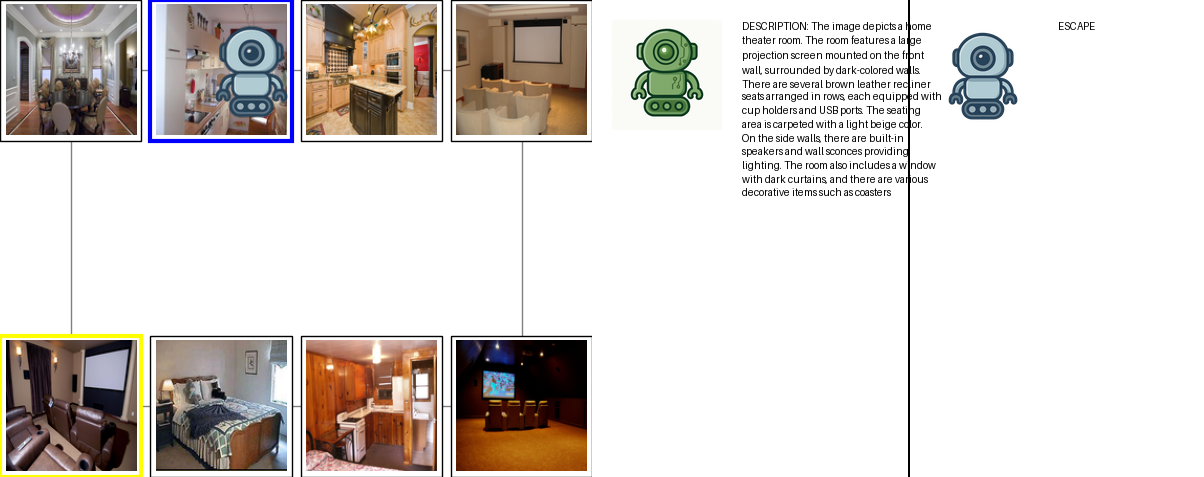 DESCRIPTION: The image depicts a home
theater room. The room features a large
projection screen mounted on the front
wall, surrounded by dark-colored walls.
There are several brown leather recliner
seats arranged in rows, each equipped with
cup holders and USB ports. The seating
area is carpeted with a light beige color.
On the side walls, there are built-in
speakers and wall sconces providing
lighting. The room also includes a window
with dark curtains, and there are various
decorative items such as coasters
ESCAPE